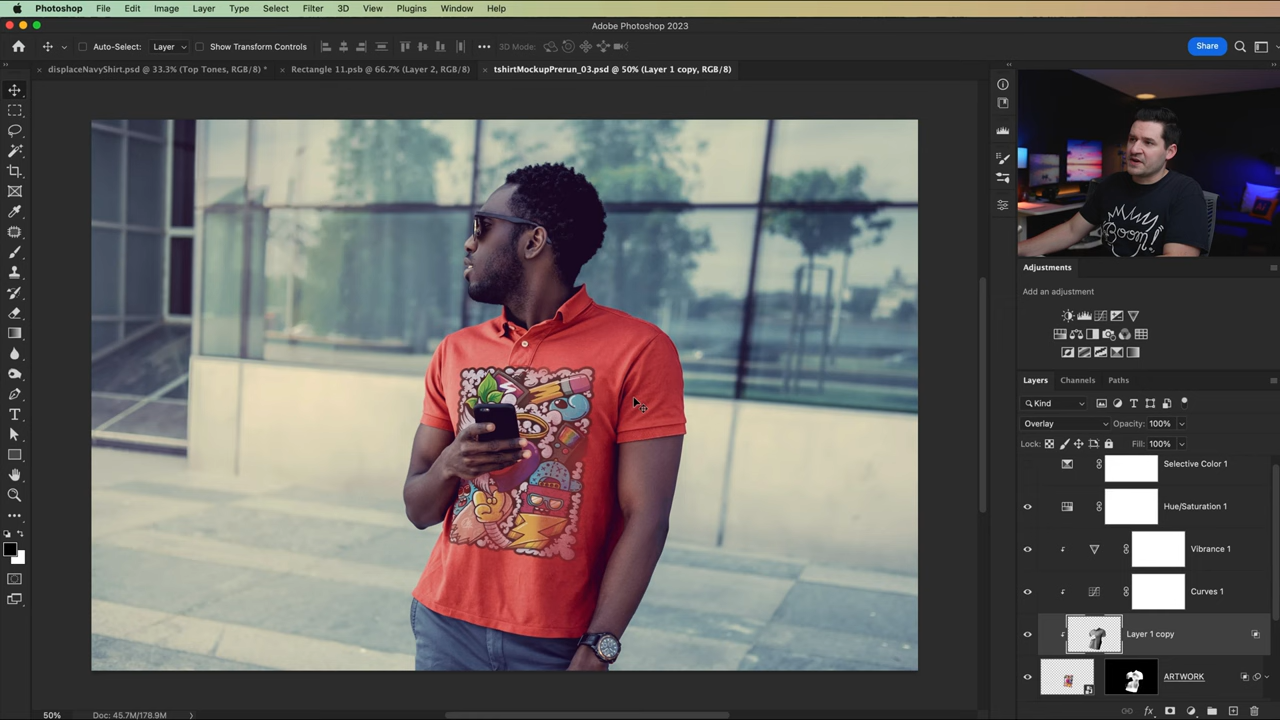 Photoshop File Edit Image Layer Type Select Filter 3D View Plugins Window Help
Adobe Photoshop 2023
Auto-Select: Layer Show Transform Controls 3D Mode: Share
displaceNavyShirt.psd @ 33.3% (Top Tones, RGB/8) * Rectangle 11.psb @ 66.7% (Layer 2, RGB/8) tshirtMockupPrerun_03.psd @ 50% (Layer 1 copy, RGB/8)
Boom!
Adjustments
Add an adjustment
Layers Channels Paths
Kind
Overlay Opacity: 100%
Lock: Fill: 100%
Selective Color 1
Hue/Saturation 1
Vibrance 1
Curves 1
Layer 1 copy
ARTWORK
fx
50% Doc: 45.7M/178.9M